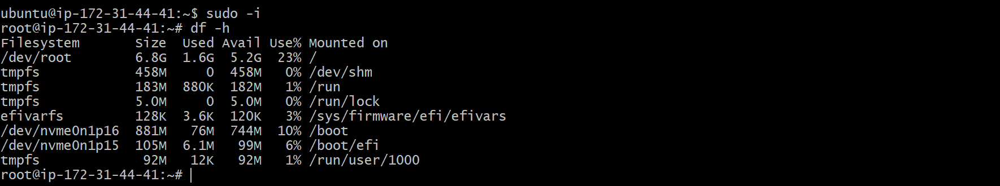 ubuntu@ip-172-31-44-41:~$ sudo -i
root@ip-172-31-44-41:~# df -h
Filesystem       Size  Used Avail Use% Mounted on
/dev/root        6.8G  1.6G  5.2G  23% /
tmpfs            458M     0  458M   0% /dev/shm
tmpfs            183M  880K  182M   1% /run
tmpfs            5.0M     0  5.0M   0% /run/lock
efivarfs         128K  3.6K  120K   3% /sys/firmware/efi/efivars
/dev/nvme0n1p16  881M   76M  744M  10% /boot
/dev/nvme0n1p15  105M  6.1M   99M   6% /boot/efi
tmpfs             92M   12K   92M   1% /run/user/1000
root@ip-172-31-44-41:~#